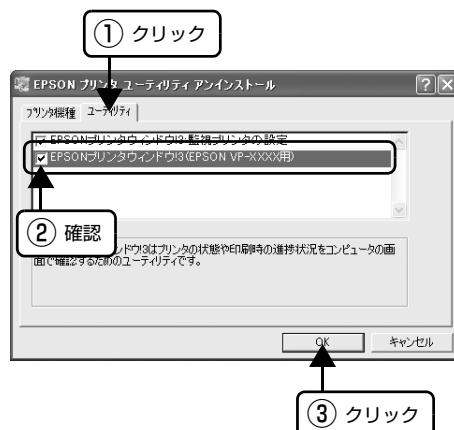 ① クリック
EPSON プリンタ ユーティリティ アンインストール
プリンタ機種 ユーティリティ
EPSONプリンタウィンドウ!3・監視プリンタの設定
EPSONプリンタウィンドウ!3(EPSON VP-XXXX用)
② 確認
ンドウ!3はプリンタの状態や印刷時の進捗状況をコンピュータの画
面で確認するためのユーティリティです。
OK キャンセル
③ クリック